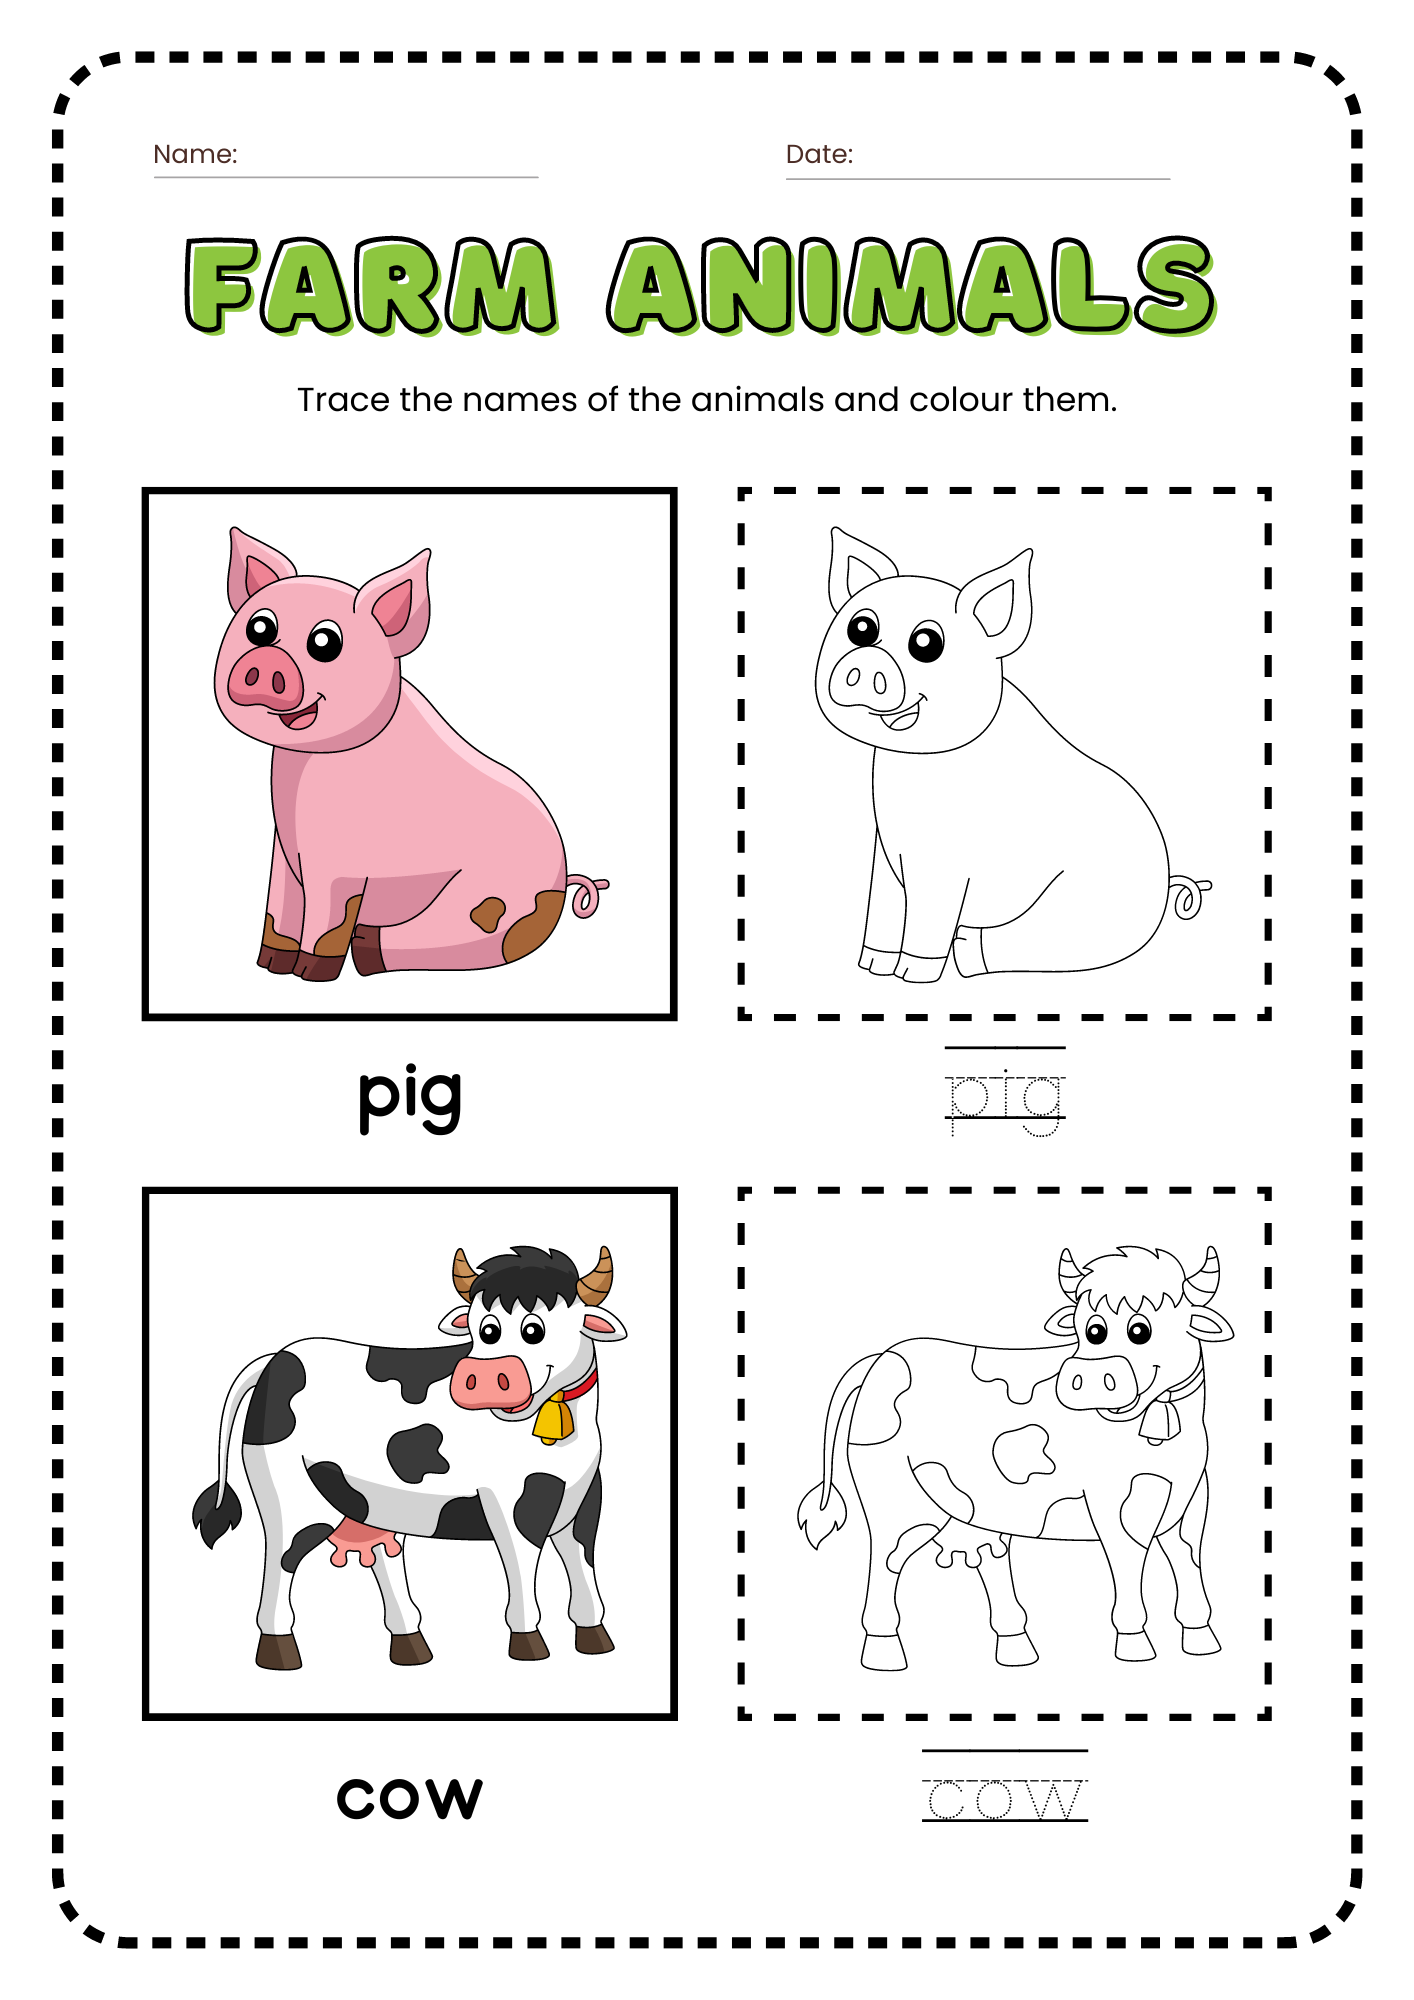 Name: Date:
FARM ANIMALS
Trace the names of the animals and colour them.
pig pig
cow cow